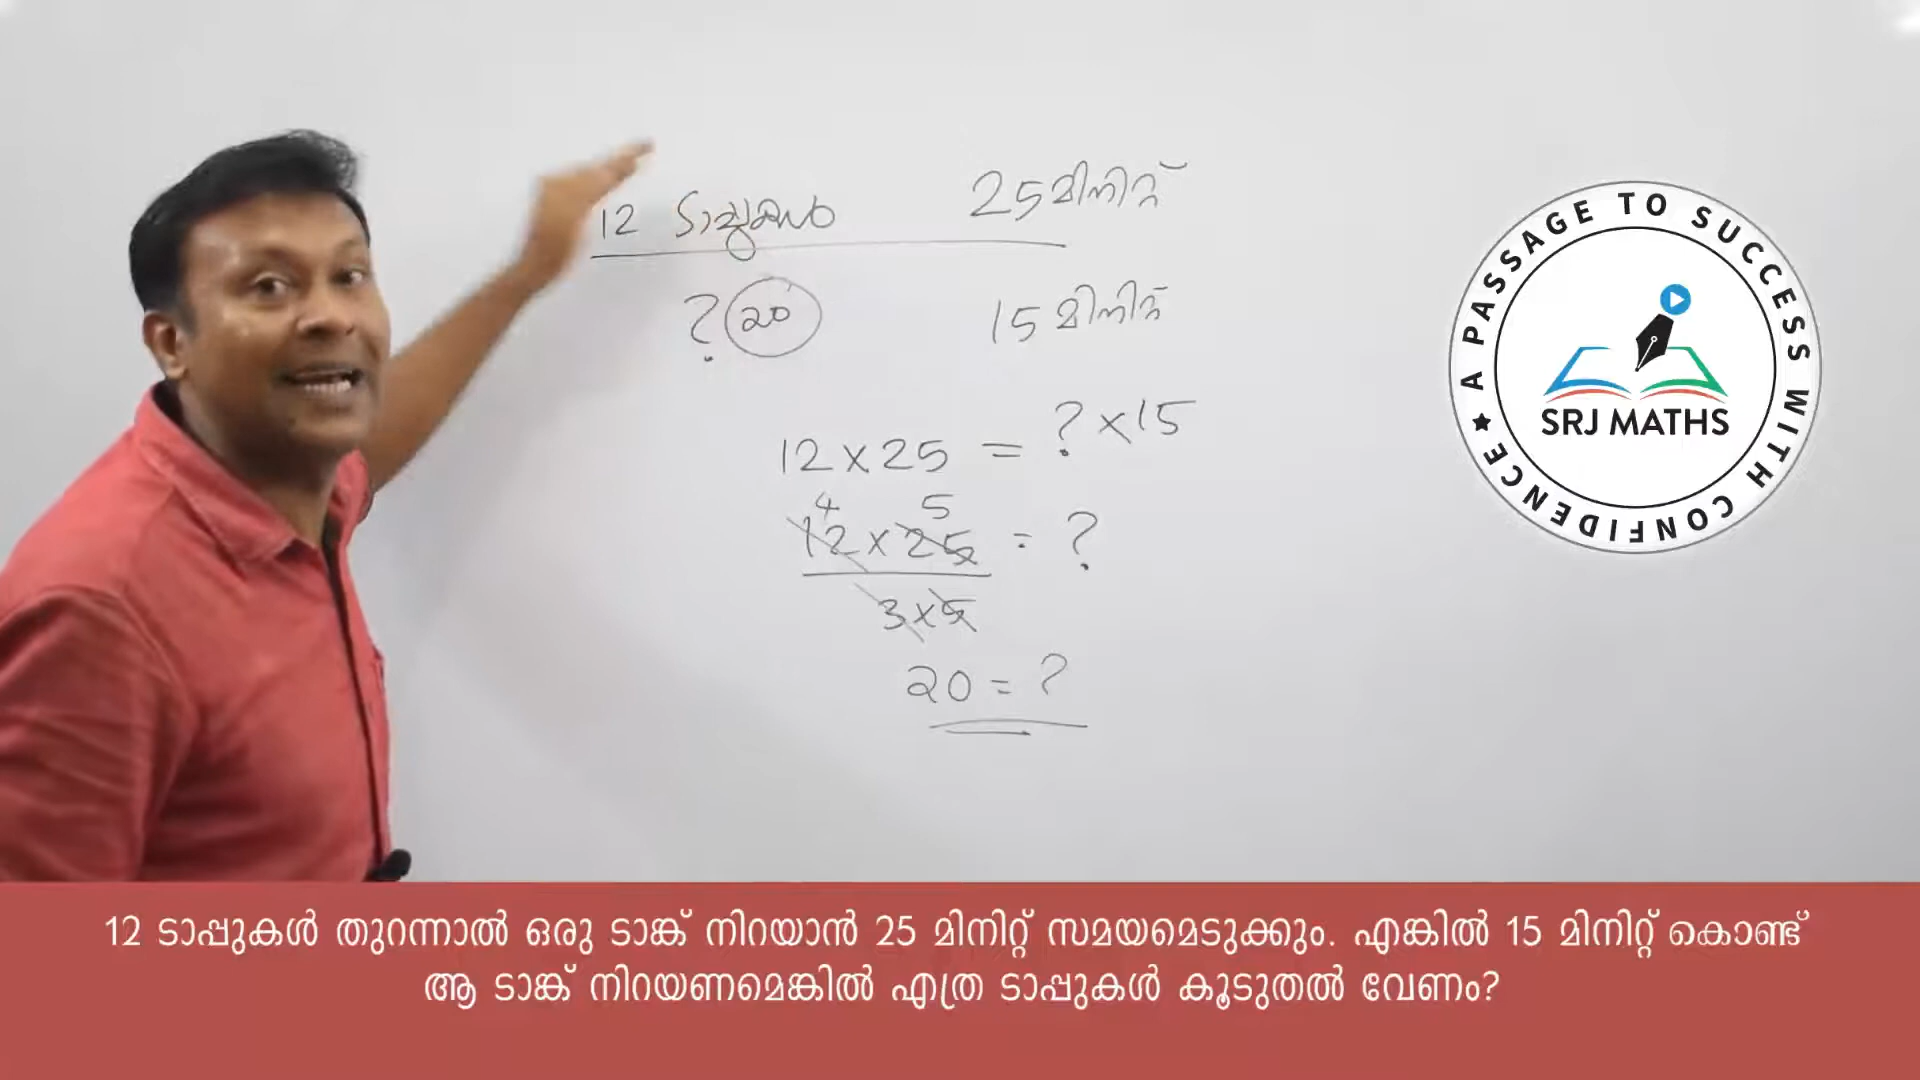 12 ടാപ്പുകൾ 25 മിനിറ്റ്
? 20 15 മിനിറ്റ്
12 × 25 = ? × 15
4 5
12 × 25 = ?
3 × 5
20 = ?
A PASSAGE TO SUCCESS WITH CONFIDENCE ★
SRJ MATHS
12 ടാപ്പുകൾ തുറന്നാൽ ഒരു ടാങ്ക് നിറയാൻ 25 മിനിറ്റ് സമയമെടുക്കും. എങ്കിൽ 15 മിനിറ്റ് കൊണ്ട്
ആ ടാങ്ക് നിറയണമെങ്കിൽ എത്ര ടാപ്പുകൾ കൂടുതൽ വേണം?